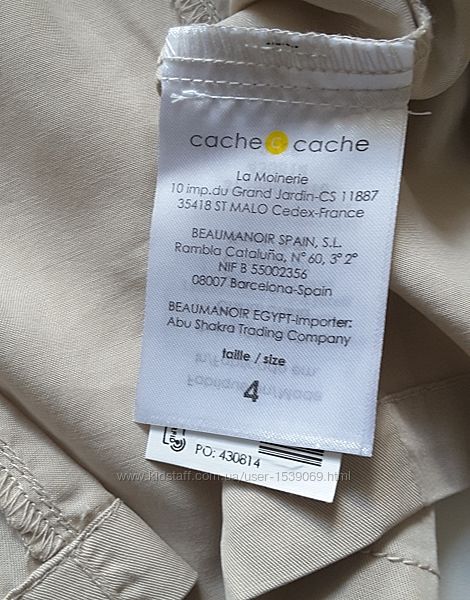 cache c cache
La Moinerie
10 imp.du Grand Jardin-CS 11887
35418 ST MALO Cedex-France
BEAUMANOIR SPAIN, S.L.
Rambla Cataluña, N° 60, 3° 2°
NIF B 55002356
08007 Barcelona-Spain
BEAUMANOIR EGYPT-Importer:
Abu Shakra Trading Company
taille / size
4
PO: 430814
www.kidstaff.com.ua/user-1539069.html